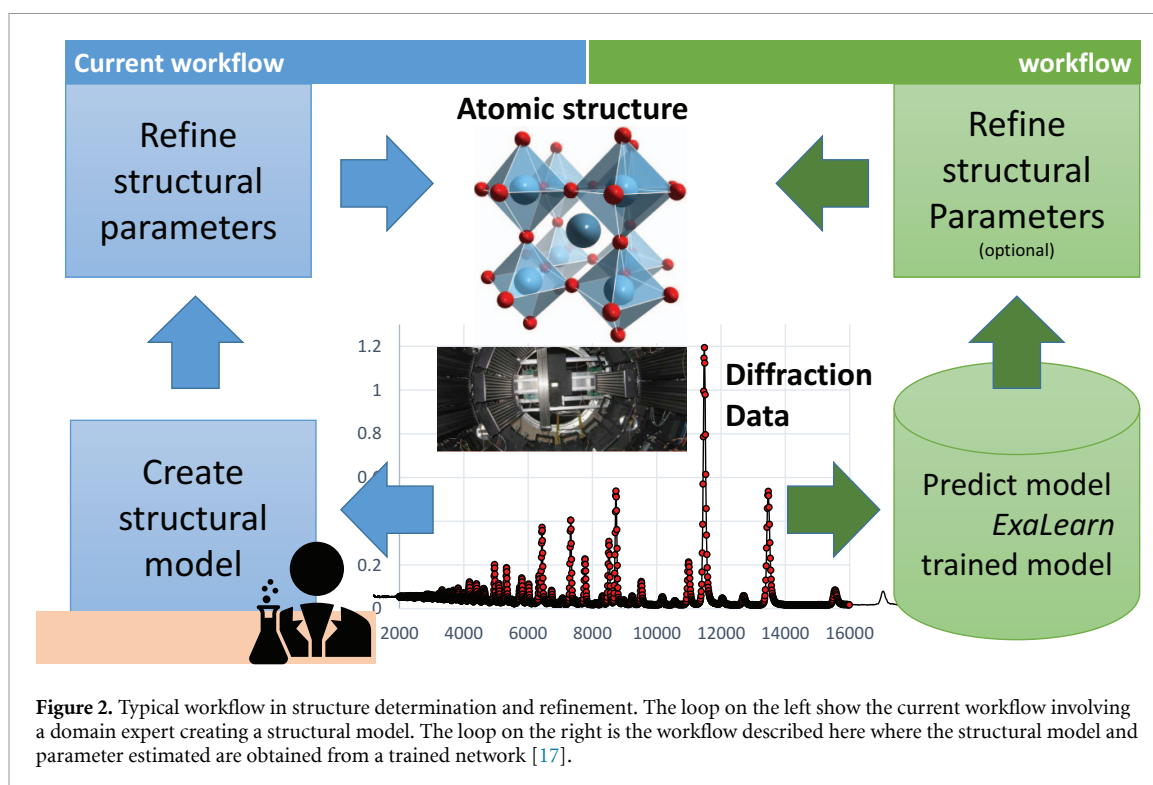 Current workflow
workflow
Refine
structural
parameters
Atomic structure
Refine
structural
Parameters
(optional)
Create
structural
model
Diffraction
Data
Predict model
ExaLearn
trained model
1.2
1
0.8
0.2
0
2000 4000 6000 8000 10000 12000 14000 16000
Figure 2. Typical workflow in structure determination and refinement. The loop on the left show the current workflow involving
a domain expert creating a structural model. The loop on the right is the workflow described here where the structural model and
parameter estimated are obtained from a trained network [17].